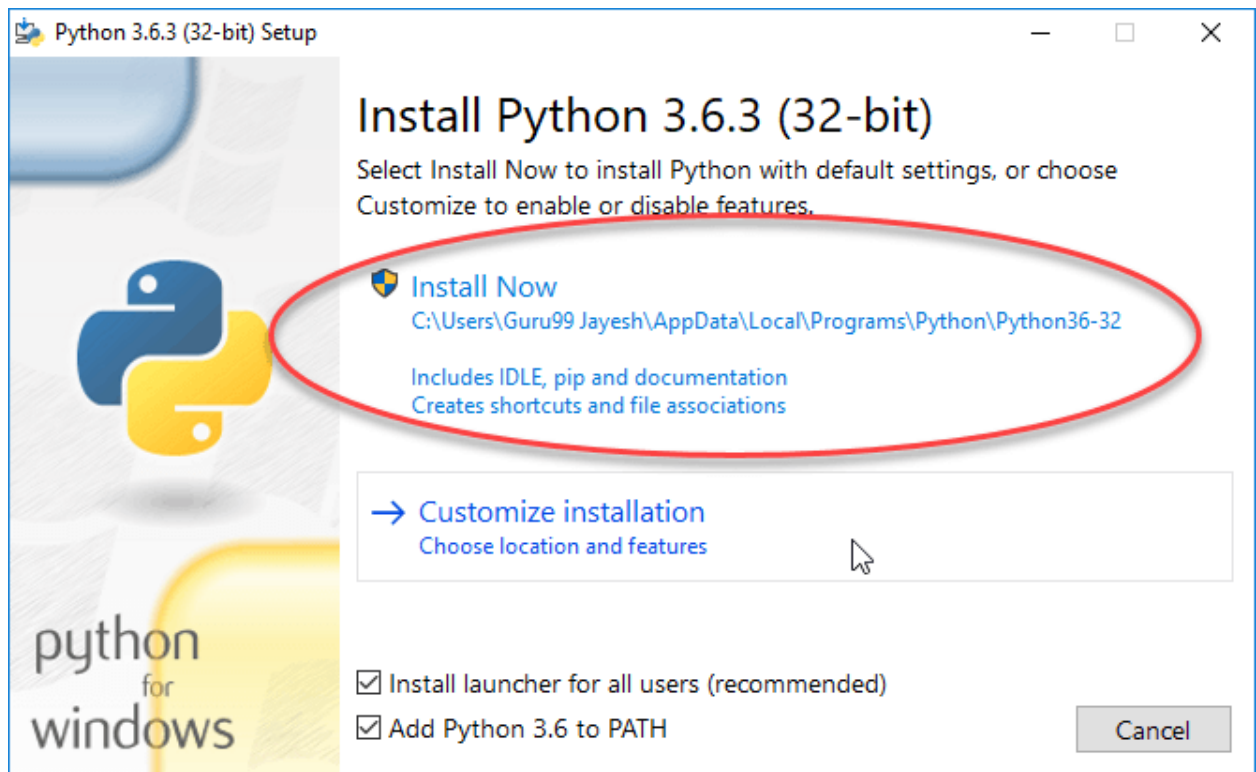 Python 3.6.3 (32-bit) Setup
Install Python 3.6.3 (32-bit)
Select Install Now to install Python with default settings, or choose
Customize to enable or disable features.
Install Now
C:\Users\Guru99 Jayesh\AppData\Local\Programs\Python\Python36-32
Includes IDLE, pip and documentation
Creates shortcuts and file associations
Customize installation
Choose location and features
python
for
windows
Install launcher for all users (recommended)
Add Python 3.6 to PATH
Cancel